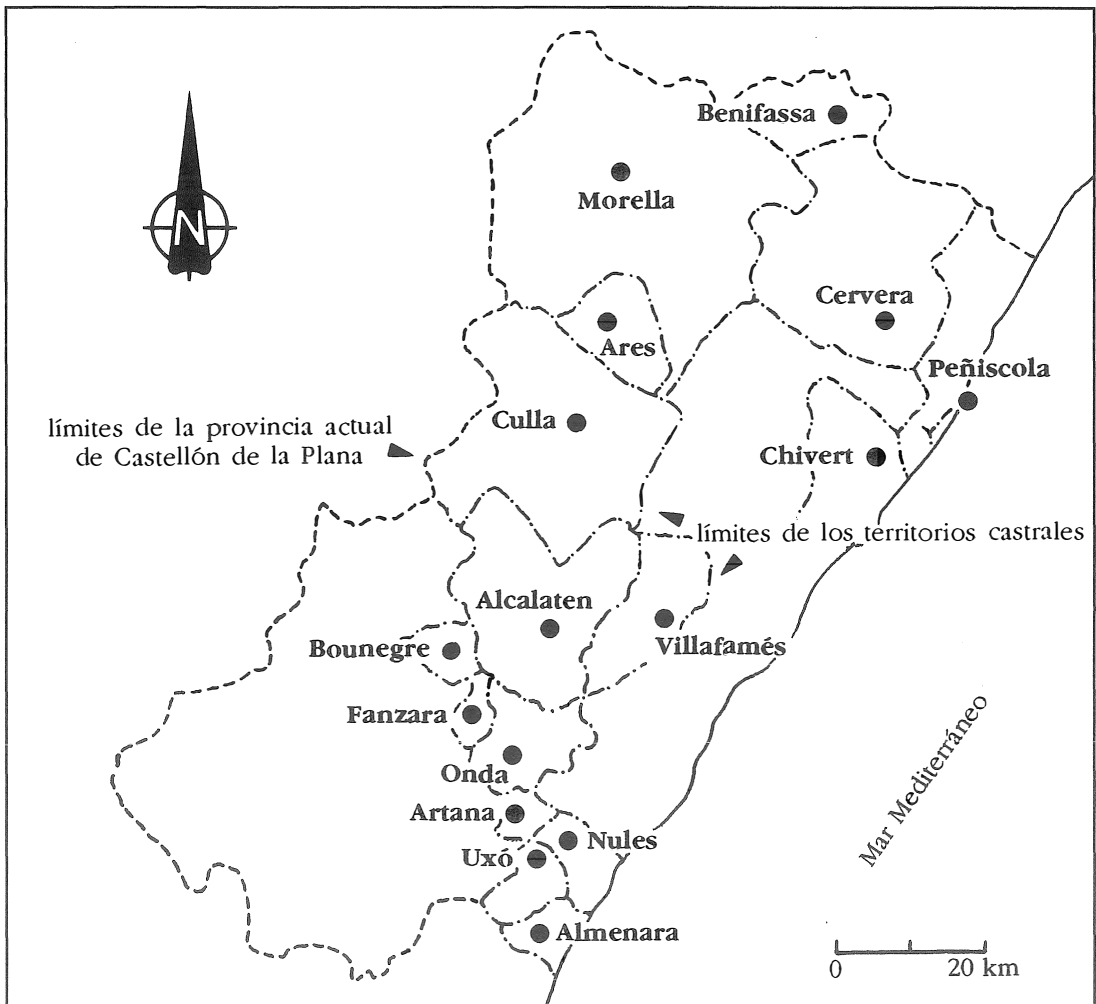 Benifassa
N
Morella
Cervera
Ares
Peñiscola
Culla
límites de la provincia actual
de Castellón de la Plana
Chivert
límites de los territorios castrales
Alcalaten
Villafamés
Bounegre
Fanzara
Onda
Artana
Nules
Uxó
Almenara
Mar Mediterráneo
0 20 km